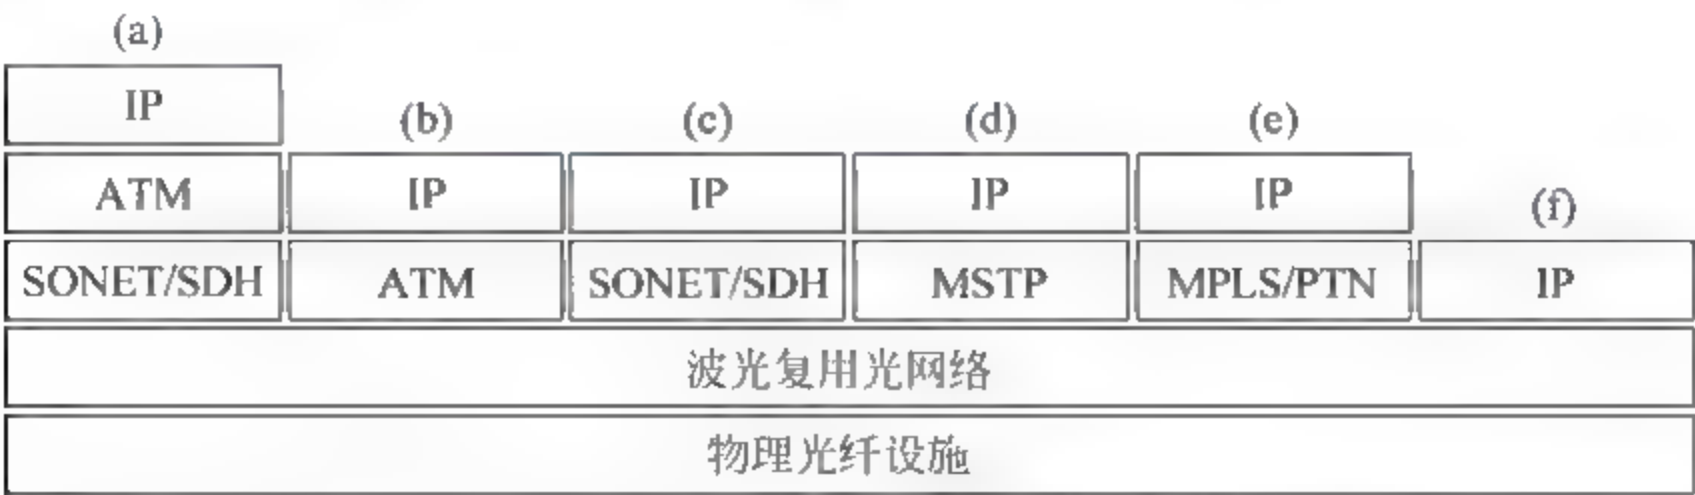 (a)
IP
(b) (c) (d) (e)
ATM IP IP IP IP
(f)
SONET/SDH ATM SONET/SDH MSTP MPLS/PTN IP
波光复用光网络
物理光纤设施